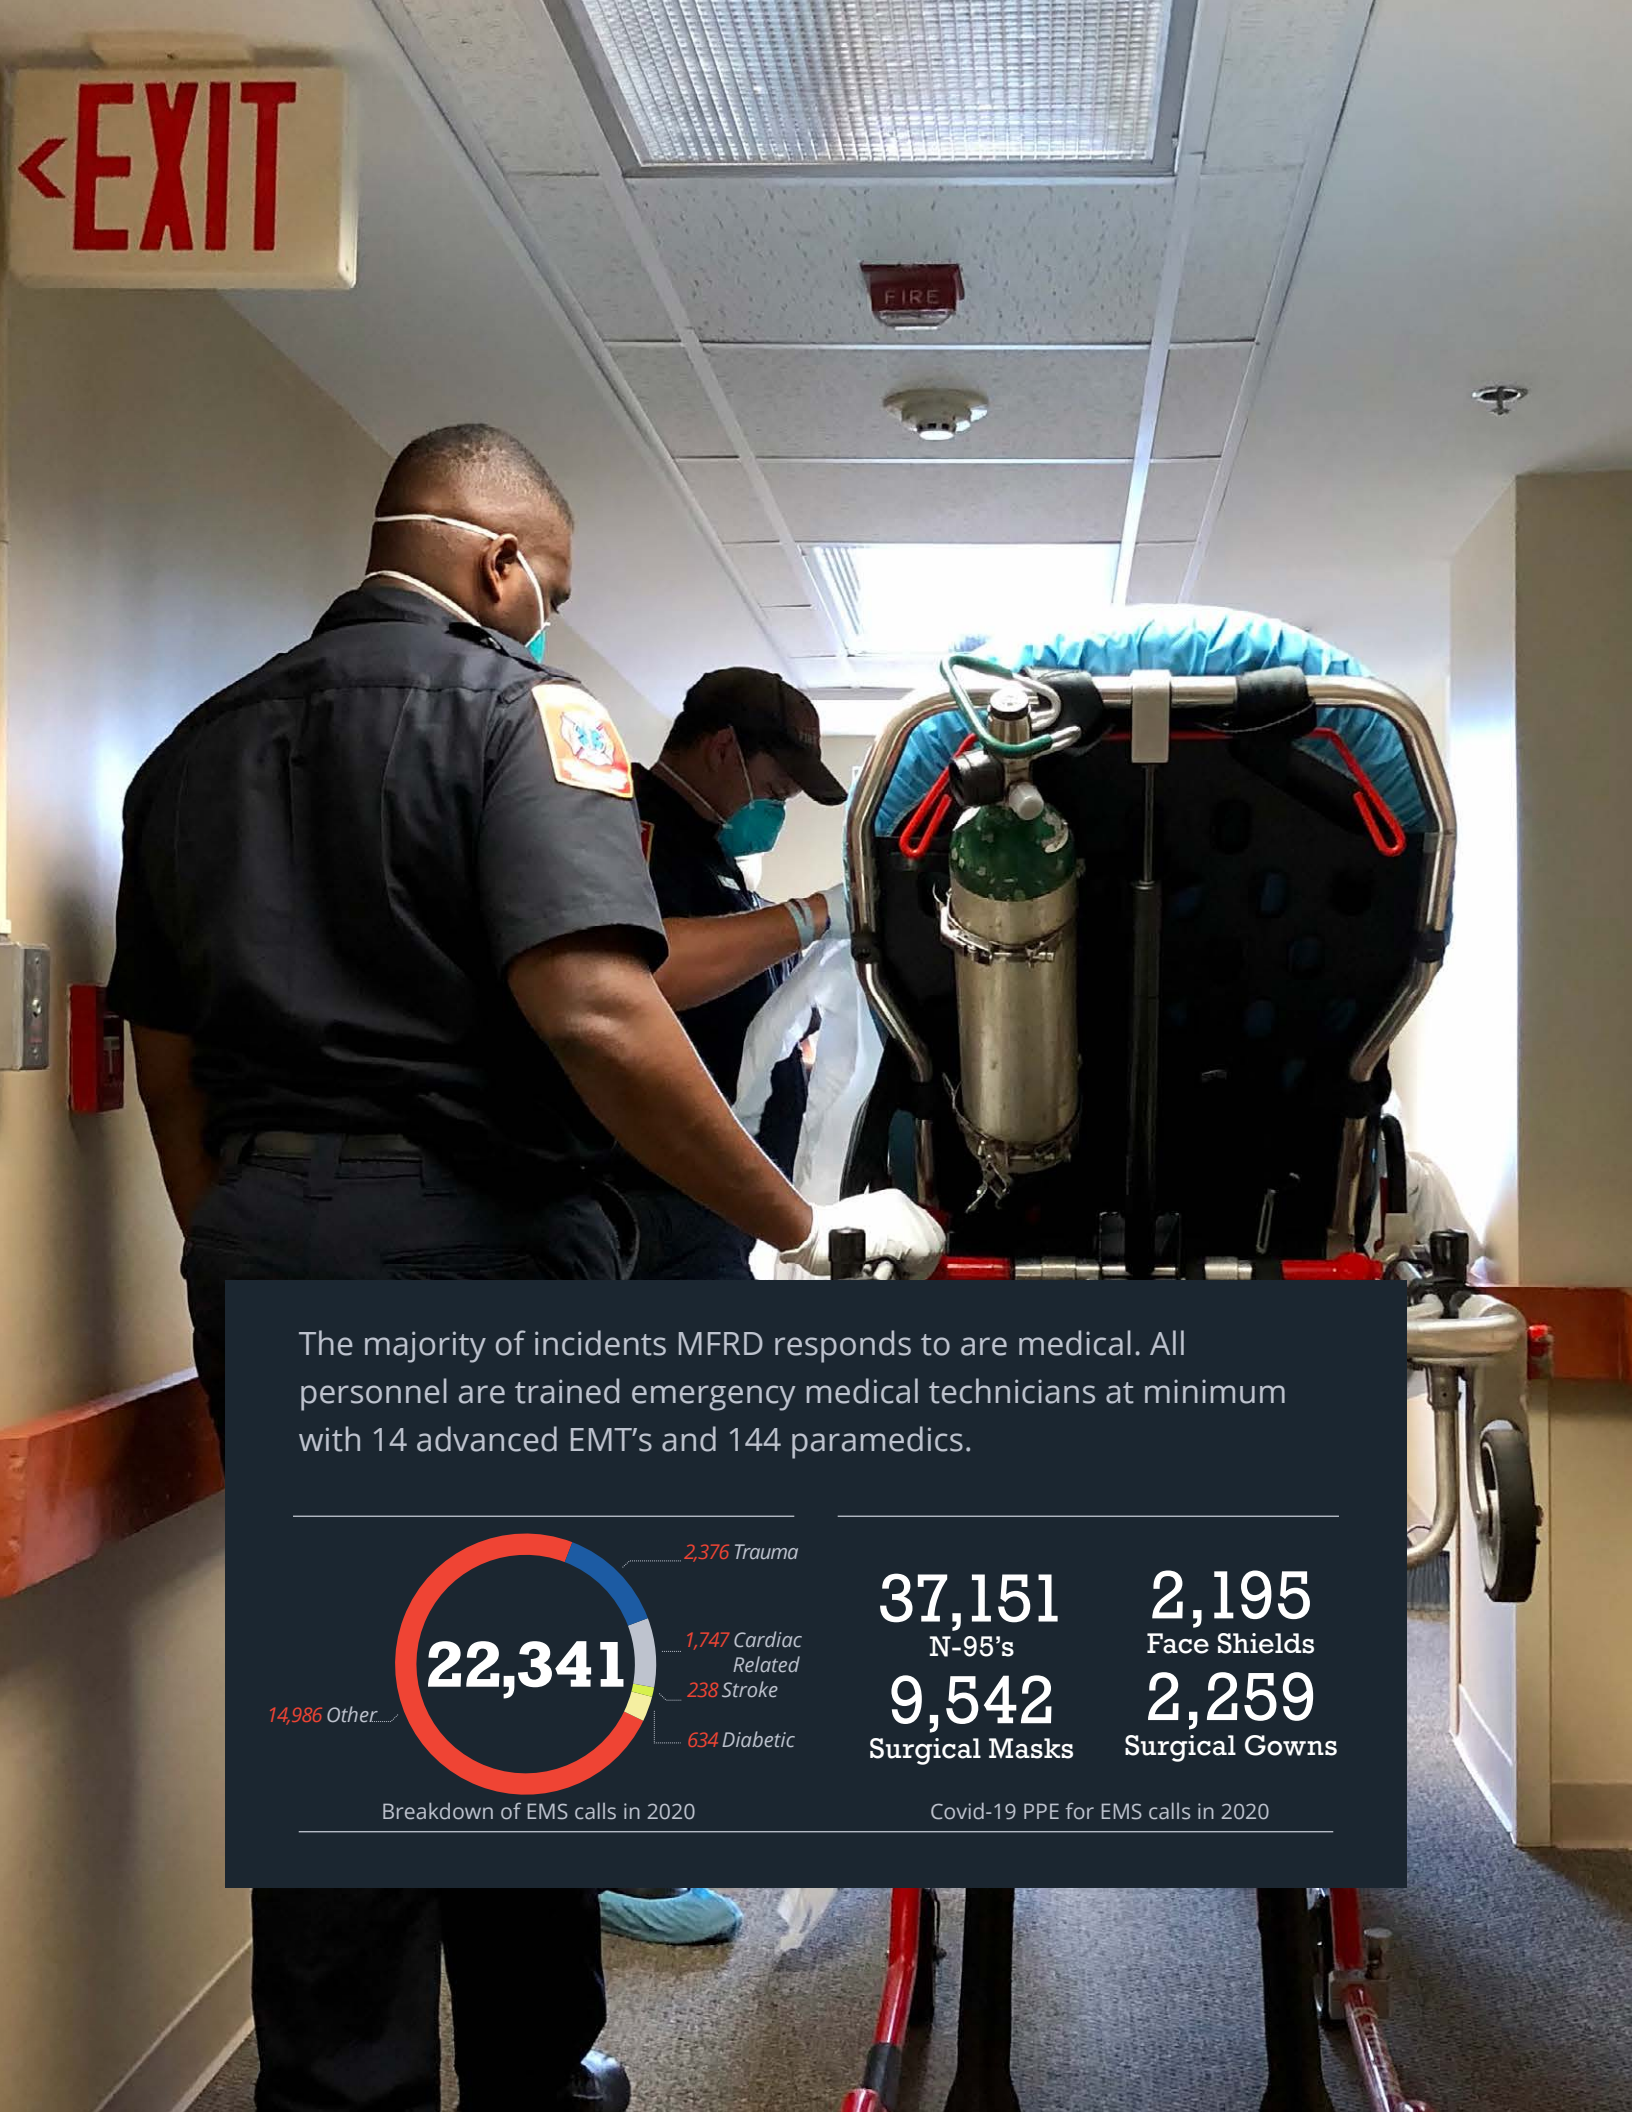 <EXIT
FIRE
The majority of incidents MFRD responds to are medical. All
personnel are trained emergency medical technicians at minimum
with 14 advanced EMT’s and 144 paramedics.
22,341
2,376 Trauma
1,747 Cardiac
Related
238 Stroke
634 Diabetic
14,986 Other
Breakdown of EMS calls in 2020
37,151
N-95’s
2,195
Face Shields
9,542
Surgical Masks
2,259
Surgical Gowns
Covid-19 PPE for EMS calls in 2020